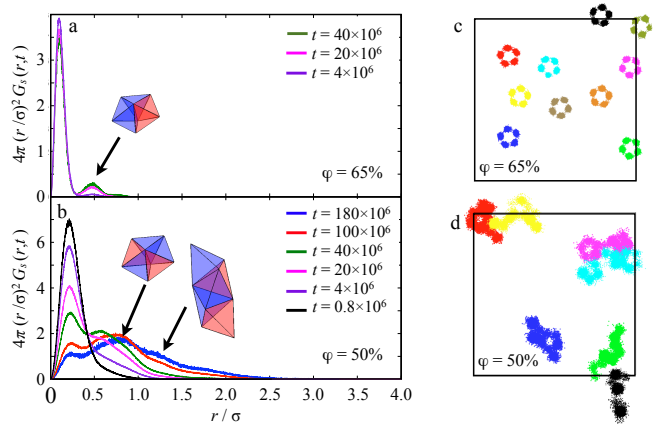 a
t = 40×10⁶
t = 20×10⁶
t = 4×10⁶
φ = 65%
4π (r/σ)² Gₛ(r,t)
4
3
2
1
0
b
t = 180×10⁶
t = 100×10⁶
t = 40×10⁶
t = 20×10⁶
t = 4×10⁶
t = 0.8×10⁶
φ = 50%
4π (r/σ)² Gₛ(r,t)
6
4
2
0
0
0.5
1.0
1.5
2.0
2.5
3.0
4.0
r / σ
c
φ = 65%
d
φ = 50%